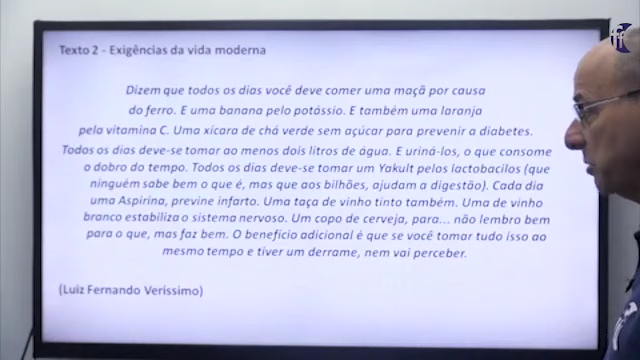 Texto 2 - Exigências da vida moderna
Dizem que todos os dias você deve comer uma maçã por causa
do ferro. E uma banana pelo potássio. E também uma laranja
pela vitamina C. Uma xícara de chá verde sem açúcar para prevenir a diabetes.
Todos os dias deve-se tomar ao menos dois litros de água. E uriná-los, o que consome
o dobro do tempo. Todos os dias deve-se tomar um Yakult pelos lactobacilos (que
ninguém sabe bem o que é, mas que aos bilhões, ajudam a digestão). Cada dia
uma Aspirina, previne infarto. Uma taça de vinho tinto também. Uma de vinho
branco estabiliza o sistema nervoso. Um copo de cerveja, para... não lembro bem
para o que, mas faz bem. O benefício adicional é que se você tomar tudo isso ao
mesmo tempo e tiver um derrame, nem vai perceber.
(Luiz Fernando Veríssimo)